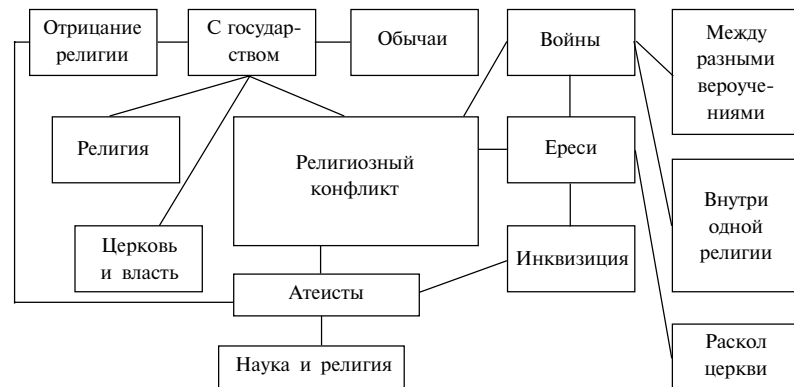 Отрицание
религии
С государ-
ством
Обычаи
Войны
Между
разными
вероуче-
ниями
Религия
Религиозный
конфликт
Ереси
Внутри
одной
религии
Церковь
и власть
Инквизиция
Атеисты
Раскол
церкви
Наука и религия